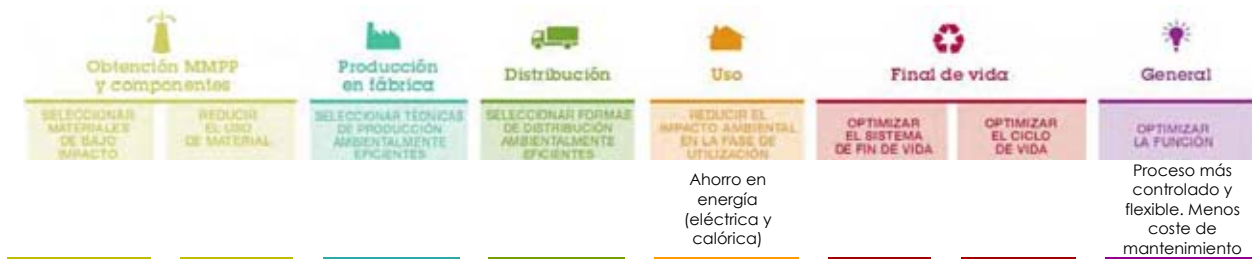 Obtención MMPP
y componentes
Producción
en fábrica
Distribución
Uso
Final de vida
General
SELECCIONAR
MATERIALES
DE BAJO
IMPACTO
REDUCIR
EL USO
DE MATERIAL
SELECCIONAR TÉCNICAS
DE PRODUCCIÓN
AMBIENTALMENTE
EFICIENTES
SELECCIONAR FORMAS
DE DISTRIBUCIÓN
AMBIENTALMENTE
EFICIENTES
REDUCIR EL
IMPACTO AMBIENTAL
EN LA FASE DE
UTILIZACIÓN
OPTIMIZAR
EL SISTEMA
DE FIN DE VIDA
OPTIMIZAR
EL CICLO
DE VIDA
OPTIMIZAR
LA FUNCIÓN
Ahorro en
energía
(eléctrica y
calórica)
Proceso más
controlado y
flexible. Menos
coste de
mantenimiento